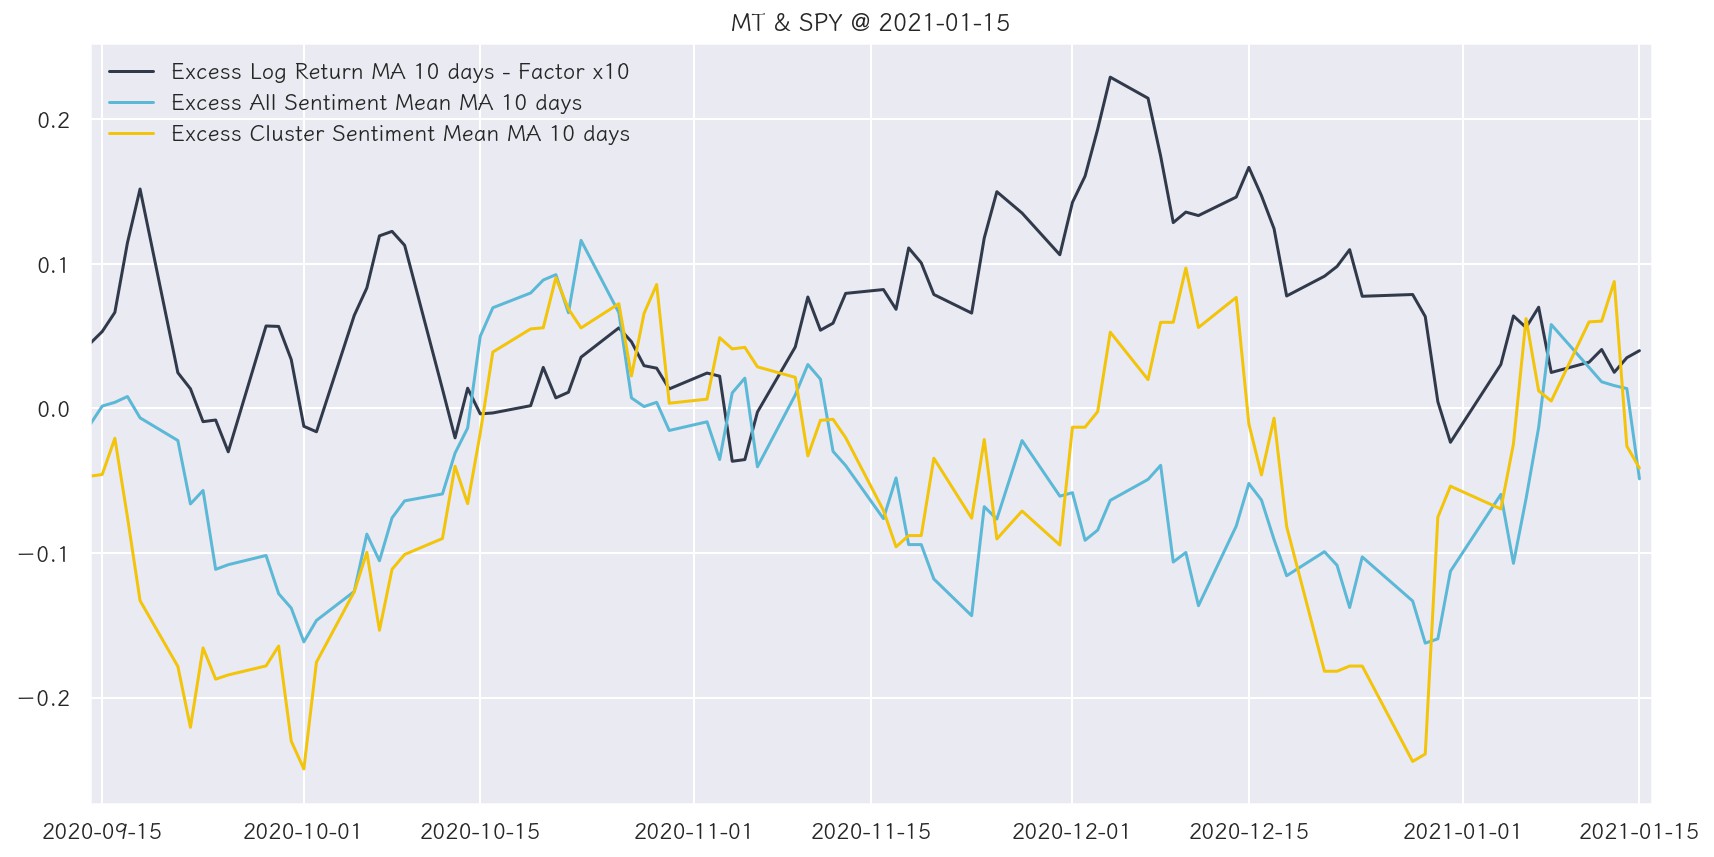 MT & SPY @ 2021-01-15
Excess Log Return MA 10 days - Factor x10
Excess All Sentiment Mean MA 10 days
Excess Cluster Sentiment Mean MA 10 days
0.2
0.1
0.0
−0.1
−0.2
2020-09-15 2020-10-01 2020-10-15 2020-11-01 2020-11-15 2020-12-01 2020-12-15 2021-01-01 2021-01-15